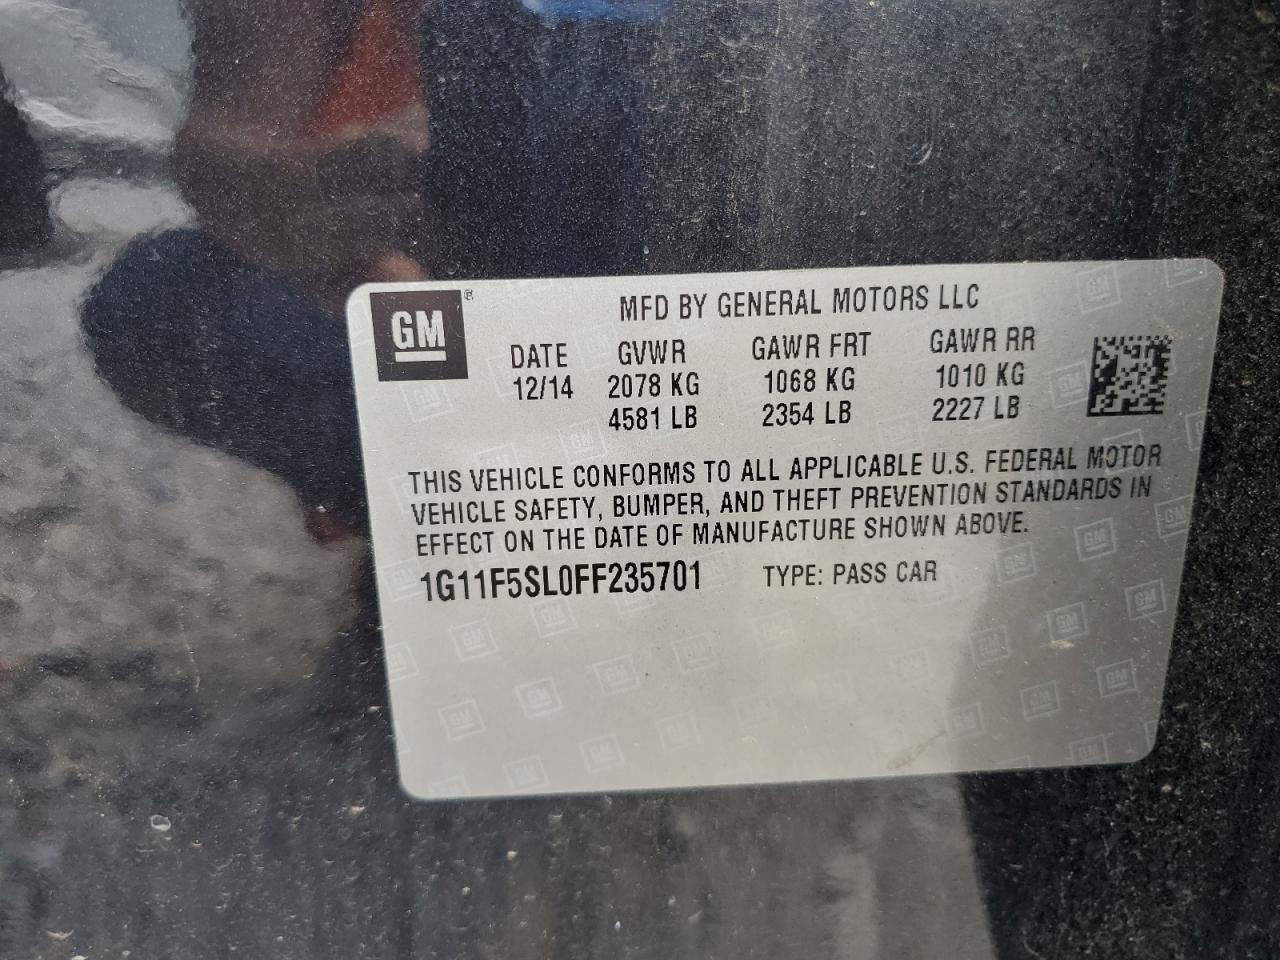 GM
MFD BY GENERAL MOTORS LLC
DATE GVWR GAWR FRT GAWR RR
12/14 2078 KG 1068 KG 1010 KG
4581 LB 2354 LB 2227 LB
THIS VEHICLE CONFORMS TO ALL APPLICABLE U.S. FEDERAL MOTOR
VEHICLE SAFETY, BUMPER, AND THEFT PREVENTION STANDARDS IN
EFFECT ON THE DATE OF MANUFACTURE SHOWN ABOVE.
1G11F5SL0FF235701 TYPE: PASS CAR